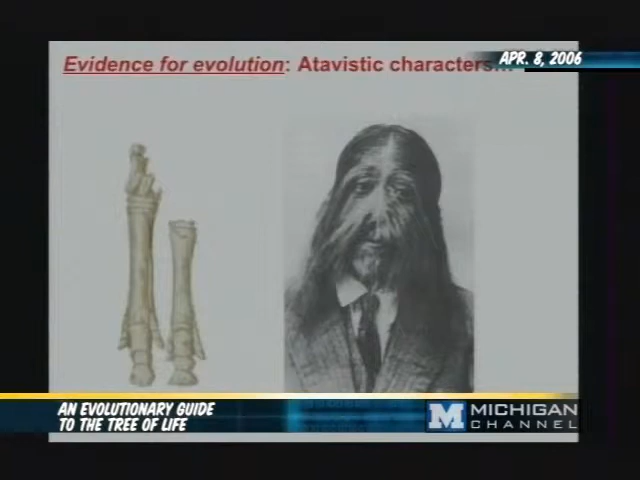 Evidence for evolution: Atavistic characters...
APR. 8, 2006
AN EVOLUTIONARY GUIDE
TO THE TREE OF LIFE
M MICHIGAN
CHANNEL